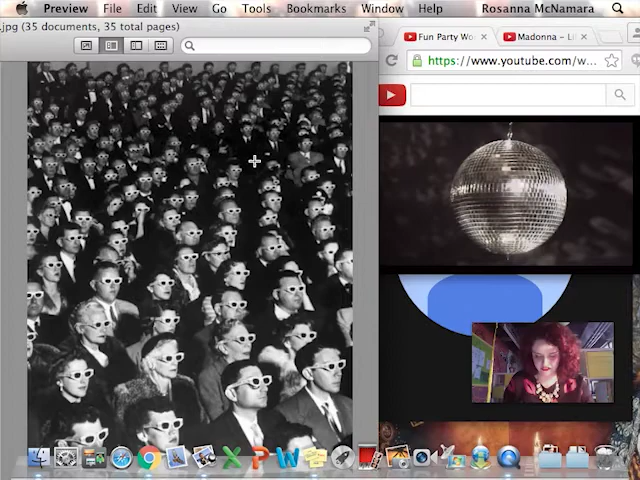 Preview File Edit View Go Tools Bookmarks Window Help Rosanna McNamara
.jpg (35 documents, 35 total pages)
Fun Party Wo
Madonna – Li
https://www.youtube.com/w...